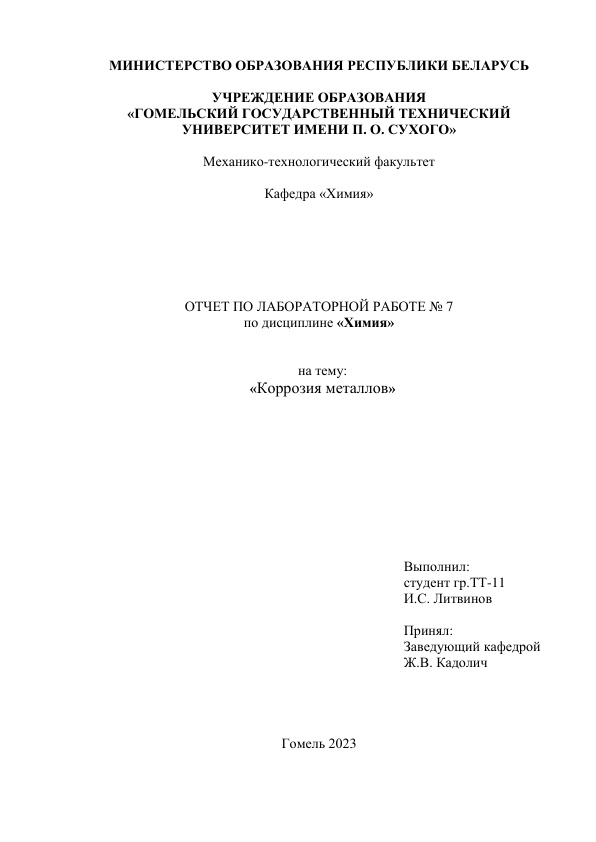 МИНИСТЕРСТВО ОБРАЗОВАНИЯ РЕСПУБЛИКИ БЕЛАРУСЬ
УЧРЕЖДЕНИЕ ОБРАЗОВАНИЯ
«ГОМЕЛЬСКИЙ ГОСУДАРСТВЕННЫЙ ТЕХНИЧЕСКИЙ
УНИВЕРСИТЕТ ИМЕНИ П. О. СУХОГО»
Механико-технологический факультет
Кафедра «Химия»
ОТЧЕТ ПО ЛАБОРАТОРНОЙ РАБОТЕ № 7
по дисциплине «Химия»
на тему:
«Коррозия металлов»
Выполнил:
студент гр.ТТ-11
И.С. Литвинов
Принял:
Заведующий кафедрой
Ж.В. Кадолич
Гомель 2023